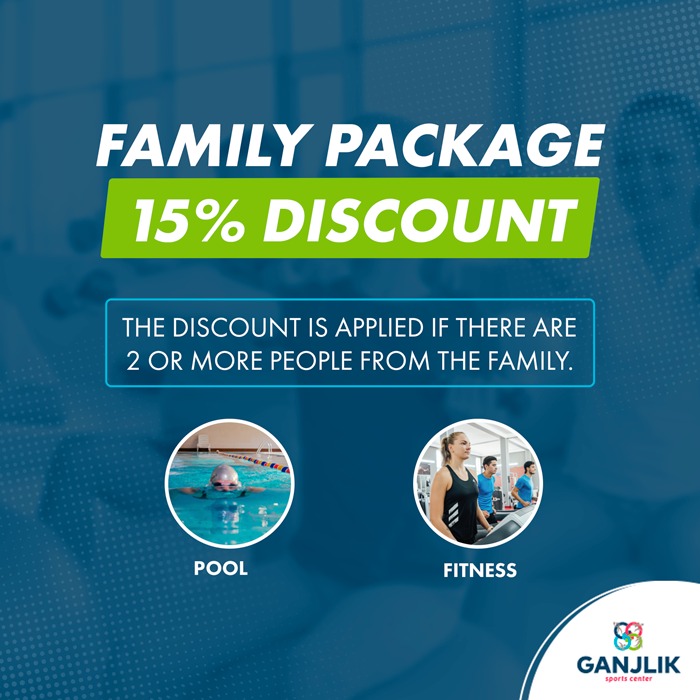 FAMILY PACKAGE
15% DISCOUNT
THE DISCOUNT IS APPLIED IF THERE ARE
2 OR MORE PEOPLE FROM THE FAMILY.
POOL
FITNESS
GANJLIK
sports center